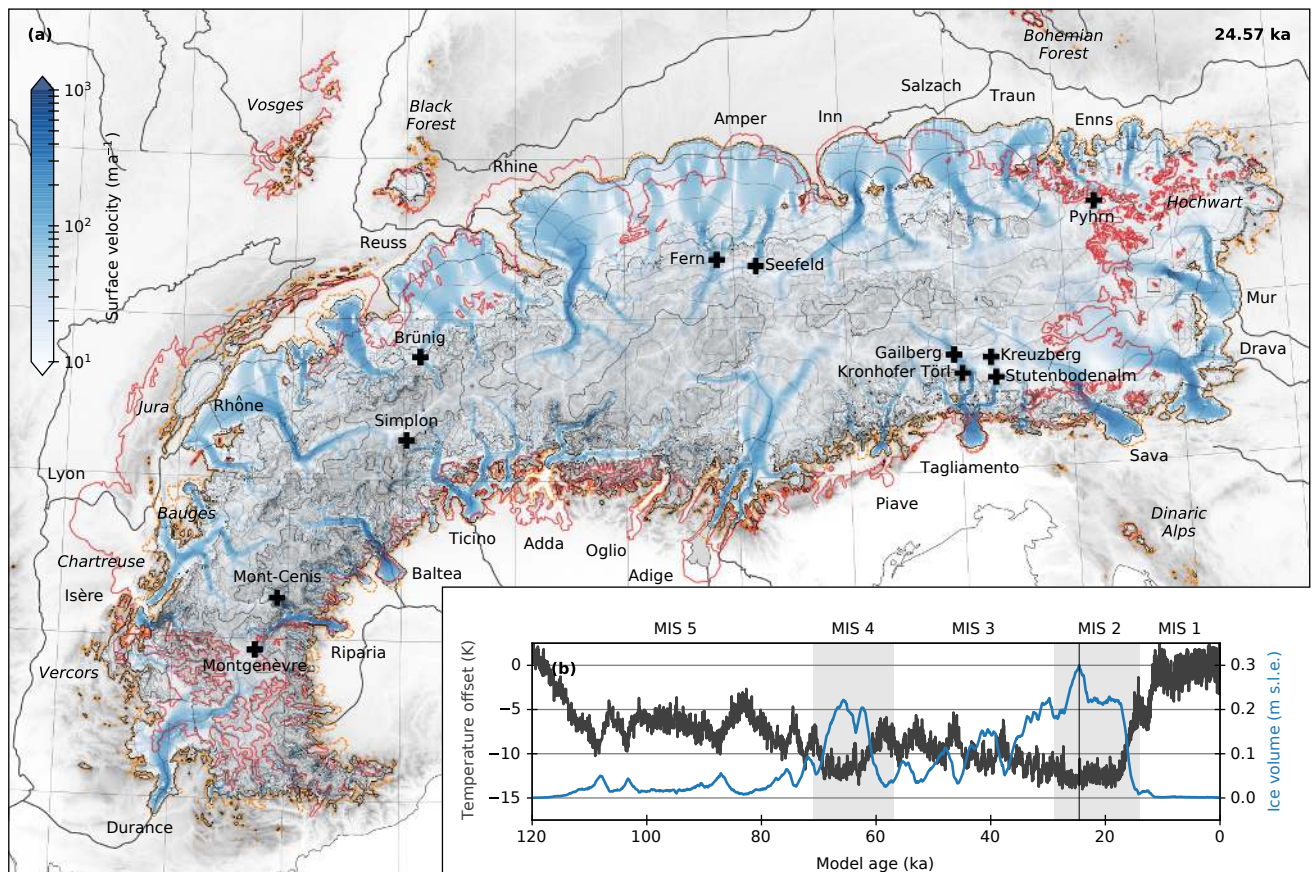 (a)
24.57 ka
10³
10²
10¹
Surface velocity (m a⁻¹)
Bohemian
Forest
Vosges
Black
Forest
Salzach
Traun
Amper
Inn
Enns
Rhine
Hochwart
Pyhrn
Reuss
Fern
Seefeld
Mur
Brünig
Gailberg
Kreuzberg
Drava
Kronhofer Törl
Stutenbodenalm
Jura
Rhône
Simplon
Lyon
Tagliamento
Sava
Piave
Bauges
Dinaric
Alps
Ticino
Adda
Oglio
Chartreuse
Mont-Cenis
Baltea
Adige
Isère
Riparia
Vercors
Montgenèvre
Durance
MIS 5
MIS 4
MIS 3
MIS 2
MIS 1
(b)
Temperature offset (K)
0
−5
−10
−15
0.3
0.2
0.1
0.0
Ice volume (m s.l.e.)
120
100
80
60
40
20
0
Model age (ka)